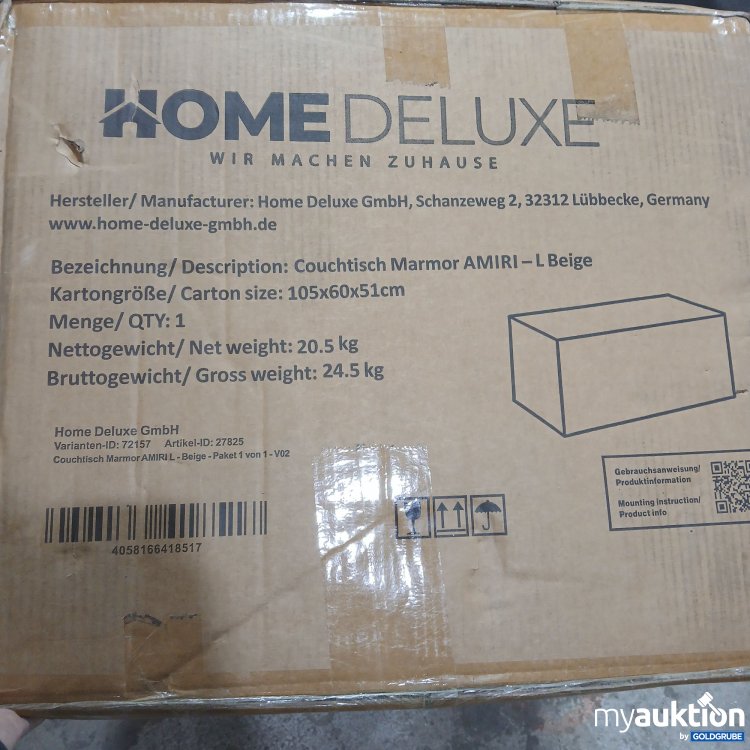 HOME DELUXE
WIR MACHEN ZUHAUSE
Hersteller/ Manufacturer: Home Deluxe GmbH, Schanzeweg 2, 32312 Lübbecke, Germany
www.home-deluxe-gmbh.de
Bezeichnung/ Description: Couchtisch Marmor AMIRI – L Beige
Kartongröße/ Carton size: 105x60x51cm
Menge/ QTY: 1
Nettogewicht/ Net weight: 20.5 kg
Bruttogewicht/ Gross weight: 24.5 kg
Home Deluxe GmbH
Varianten-ID: 72157 Artikel-ID: 27825
Couchtisch Marmor AMIRI L - Beige - Paket 1 von 1 - V02
4058166418517
Gebrauchsanweisung/
Produktinformation
Mounting instruction/
Product info
myauktion
by GOLDGRUBE